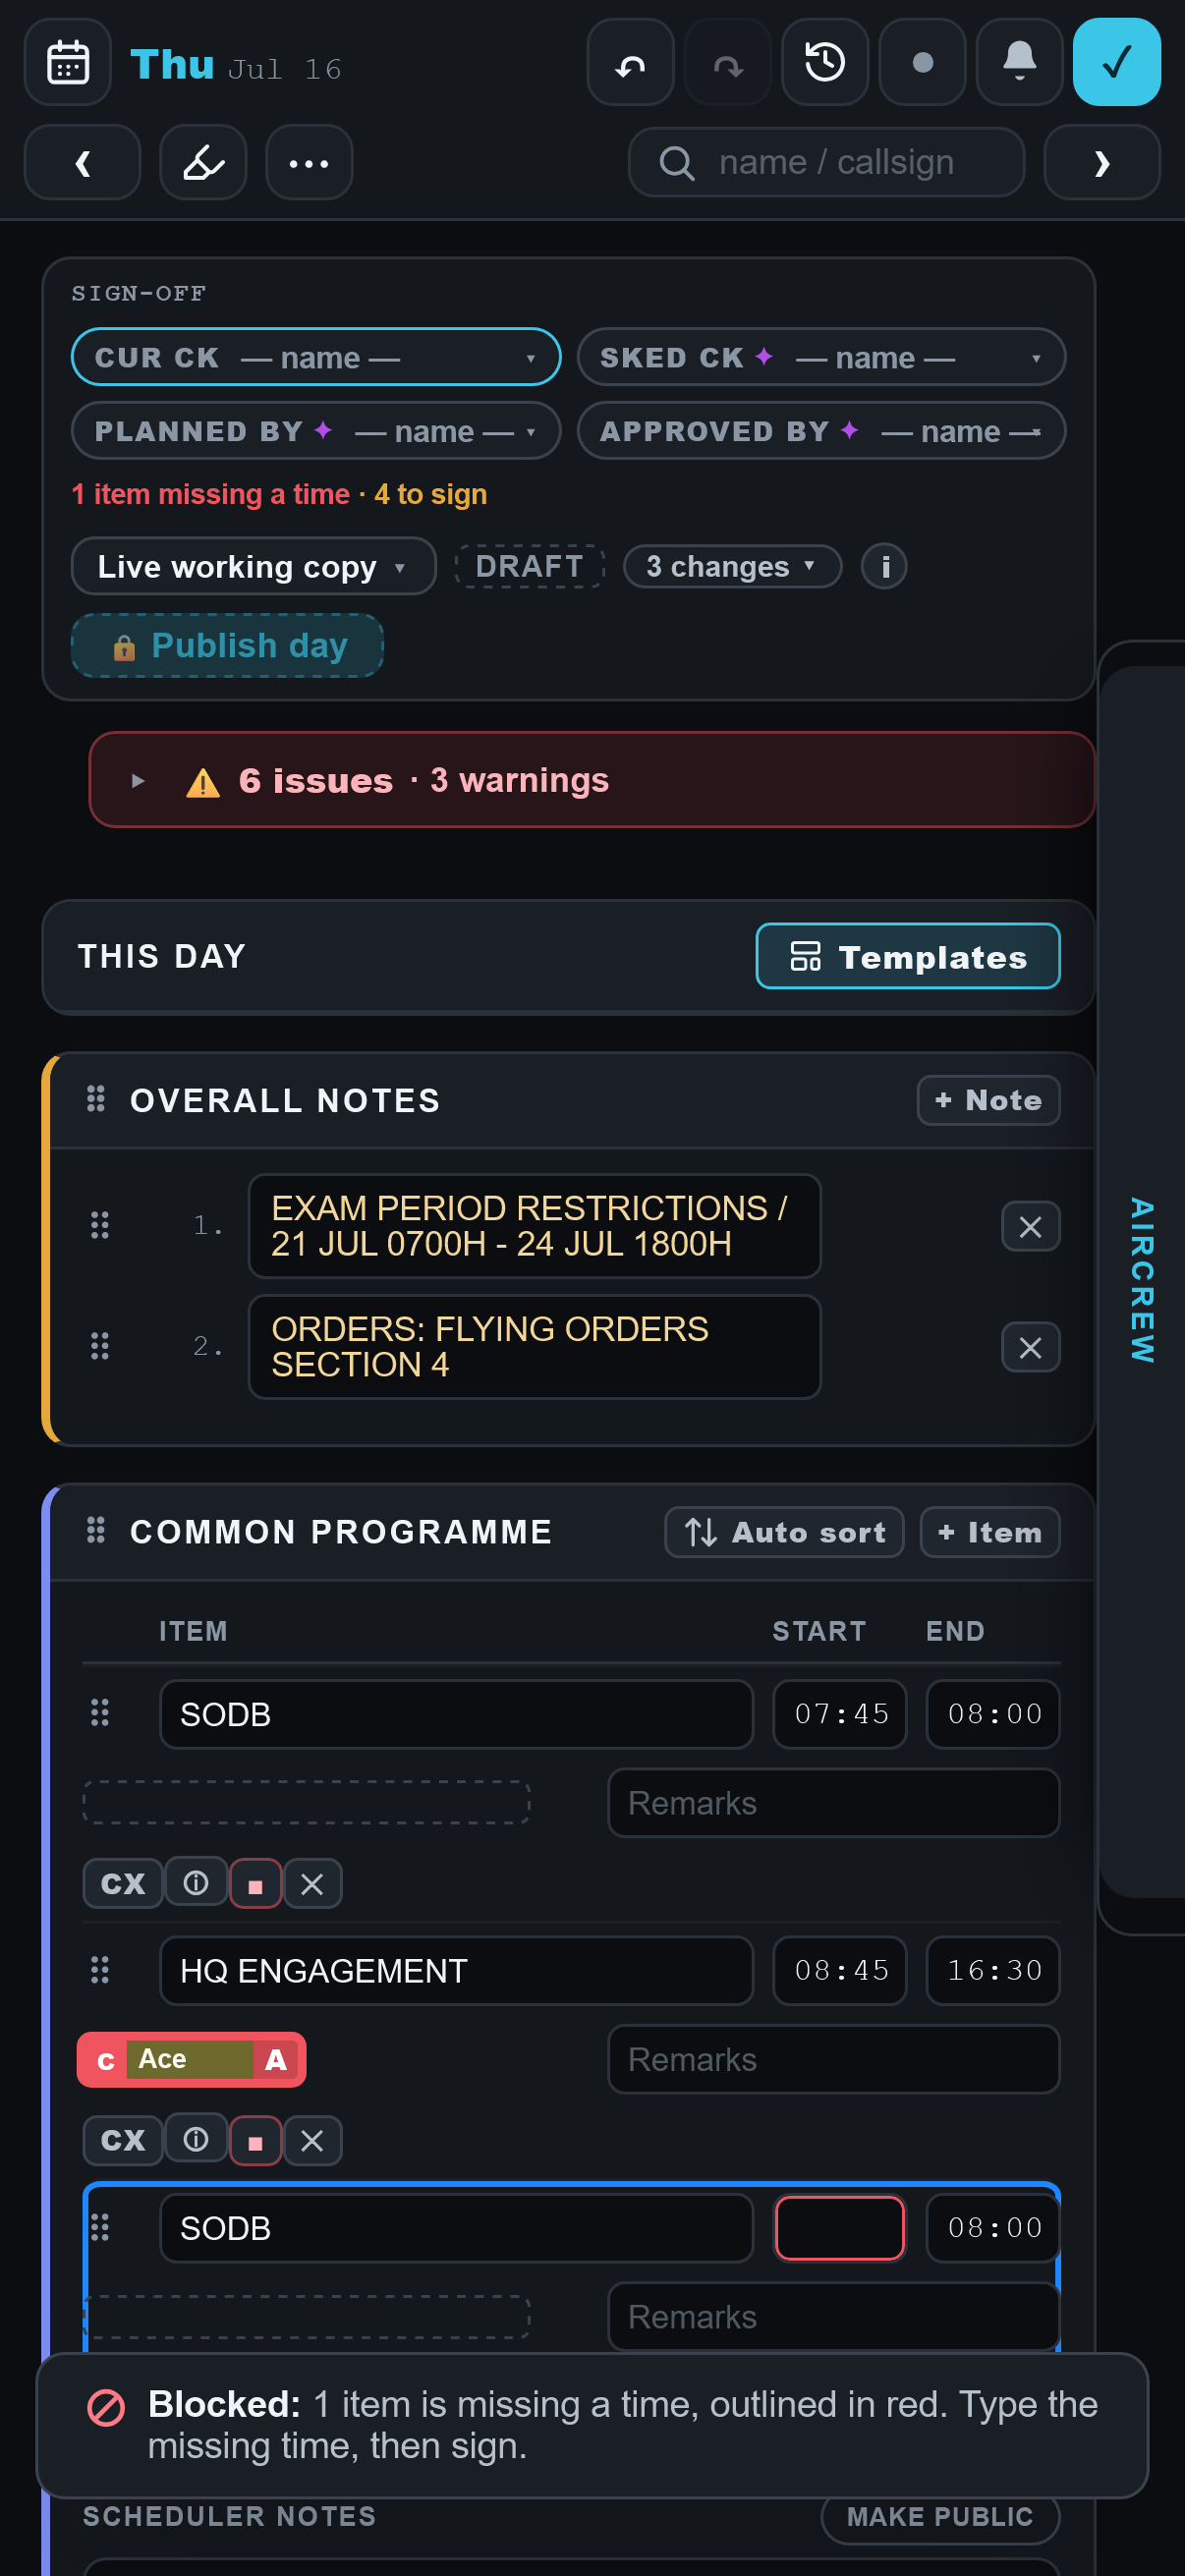 Thu Jul 16
name / callsign
SIGN-OFF
CUR CK — name —
SKED CK — name —
PLANNED BY — name —
APPROVED BY — name —
1 item missing a time · 4 to sign
Live working copy
DRAFT
3 changes
i
Publish day
6 issues · 3 warnings
THIS DAY
Templates
OVERALL NOTES
+ Note
1. EXAM PERIOD RESTRICTIONS /
21 JUL 0700H - 24 JUL 1800H
2. ORDERS: FLYING ORDERS
SECTION 4
AIRCREW
COMMON PROGRAMME
Auto sort
+ Item
ITEM START END
SODB 07:45 08:00
Remarks
CX
HQ ENGAGEMENT 08:45 16:30
c Ace A
Remarks
CX
SODB 08:00
Remarks
Blocked: 1 item is missing a time, outlined in red. Type the
missing time, then sign.
SCHEDULER NOTES
MAKE PUBLIC